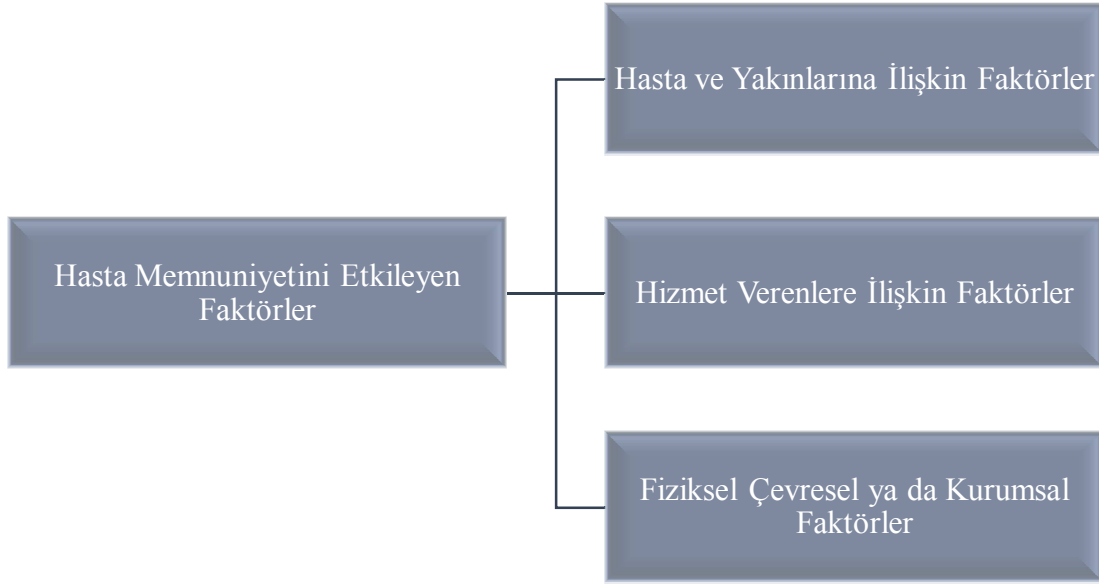 Hasta ve Yakınlarına İlişkin Faktörler
Hasta Memnuniyetini Etkileyen
Faktörler
Hizmet Verenlere İlişkin Faktörler
Fiziksel Çevresel ya da Kurumsal
Faktörler